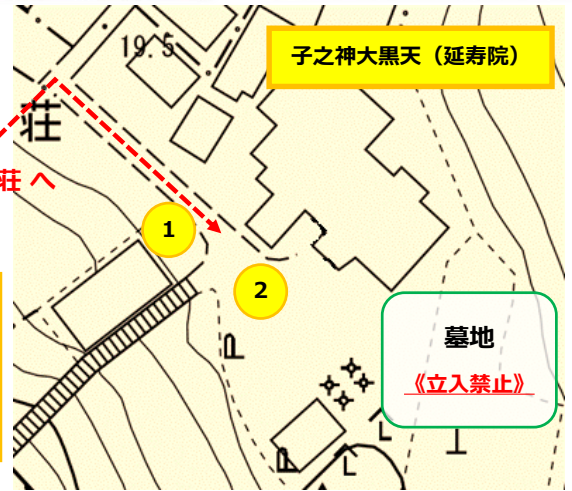 19.5
子之神大黒天（延寿院）
荘
荘 へ
1
2
墓地
《立入禁止》